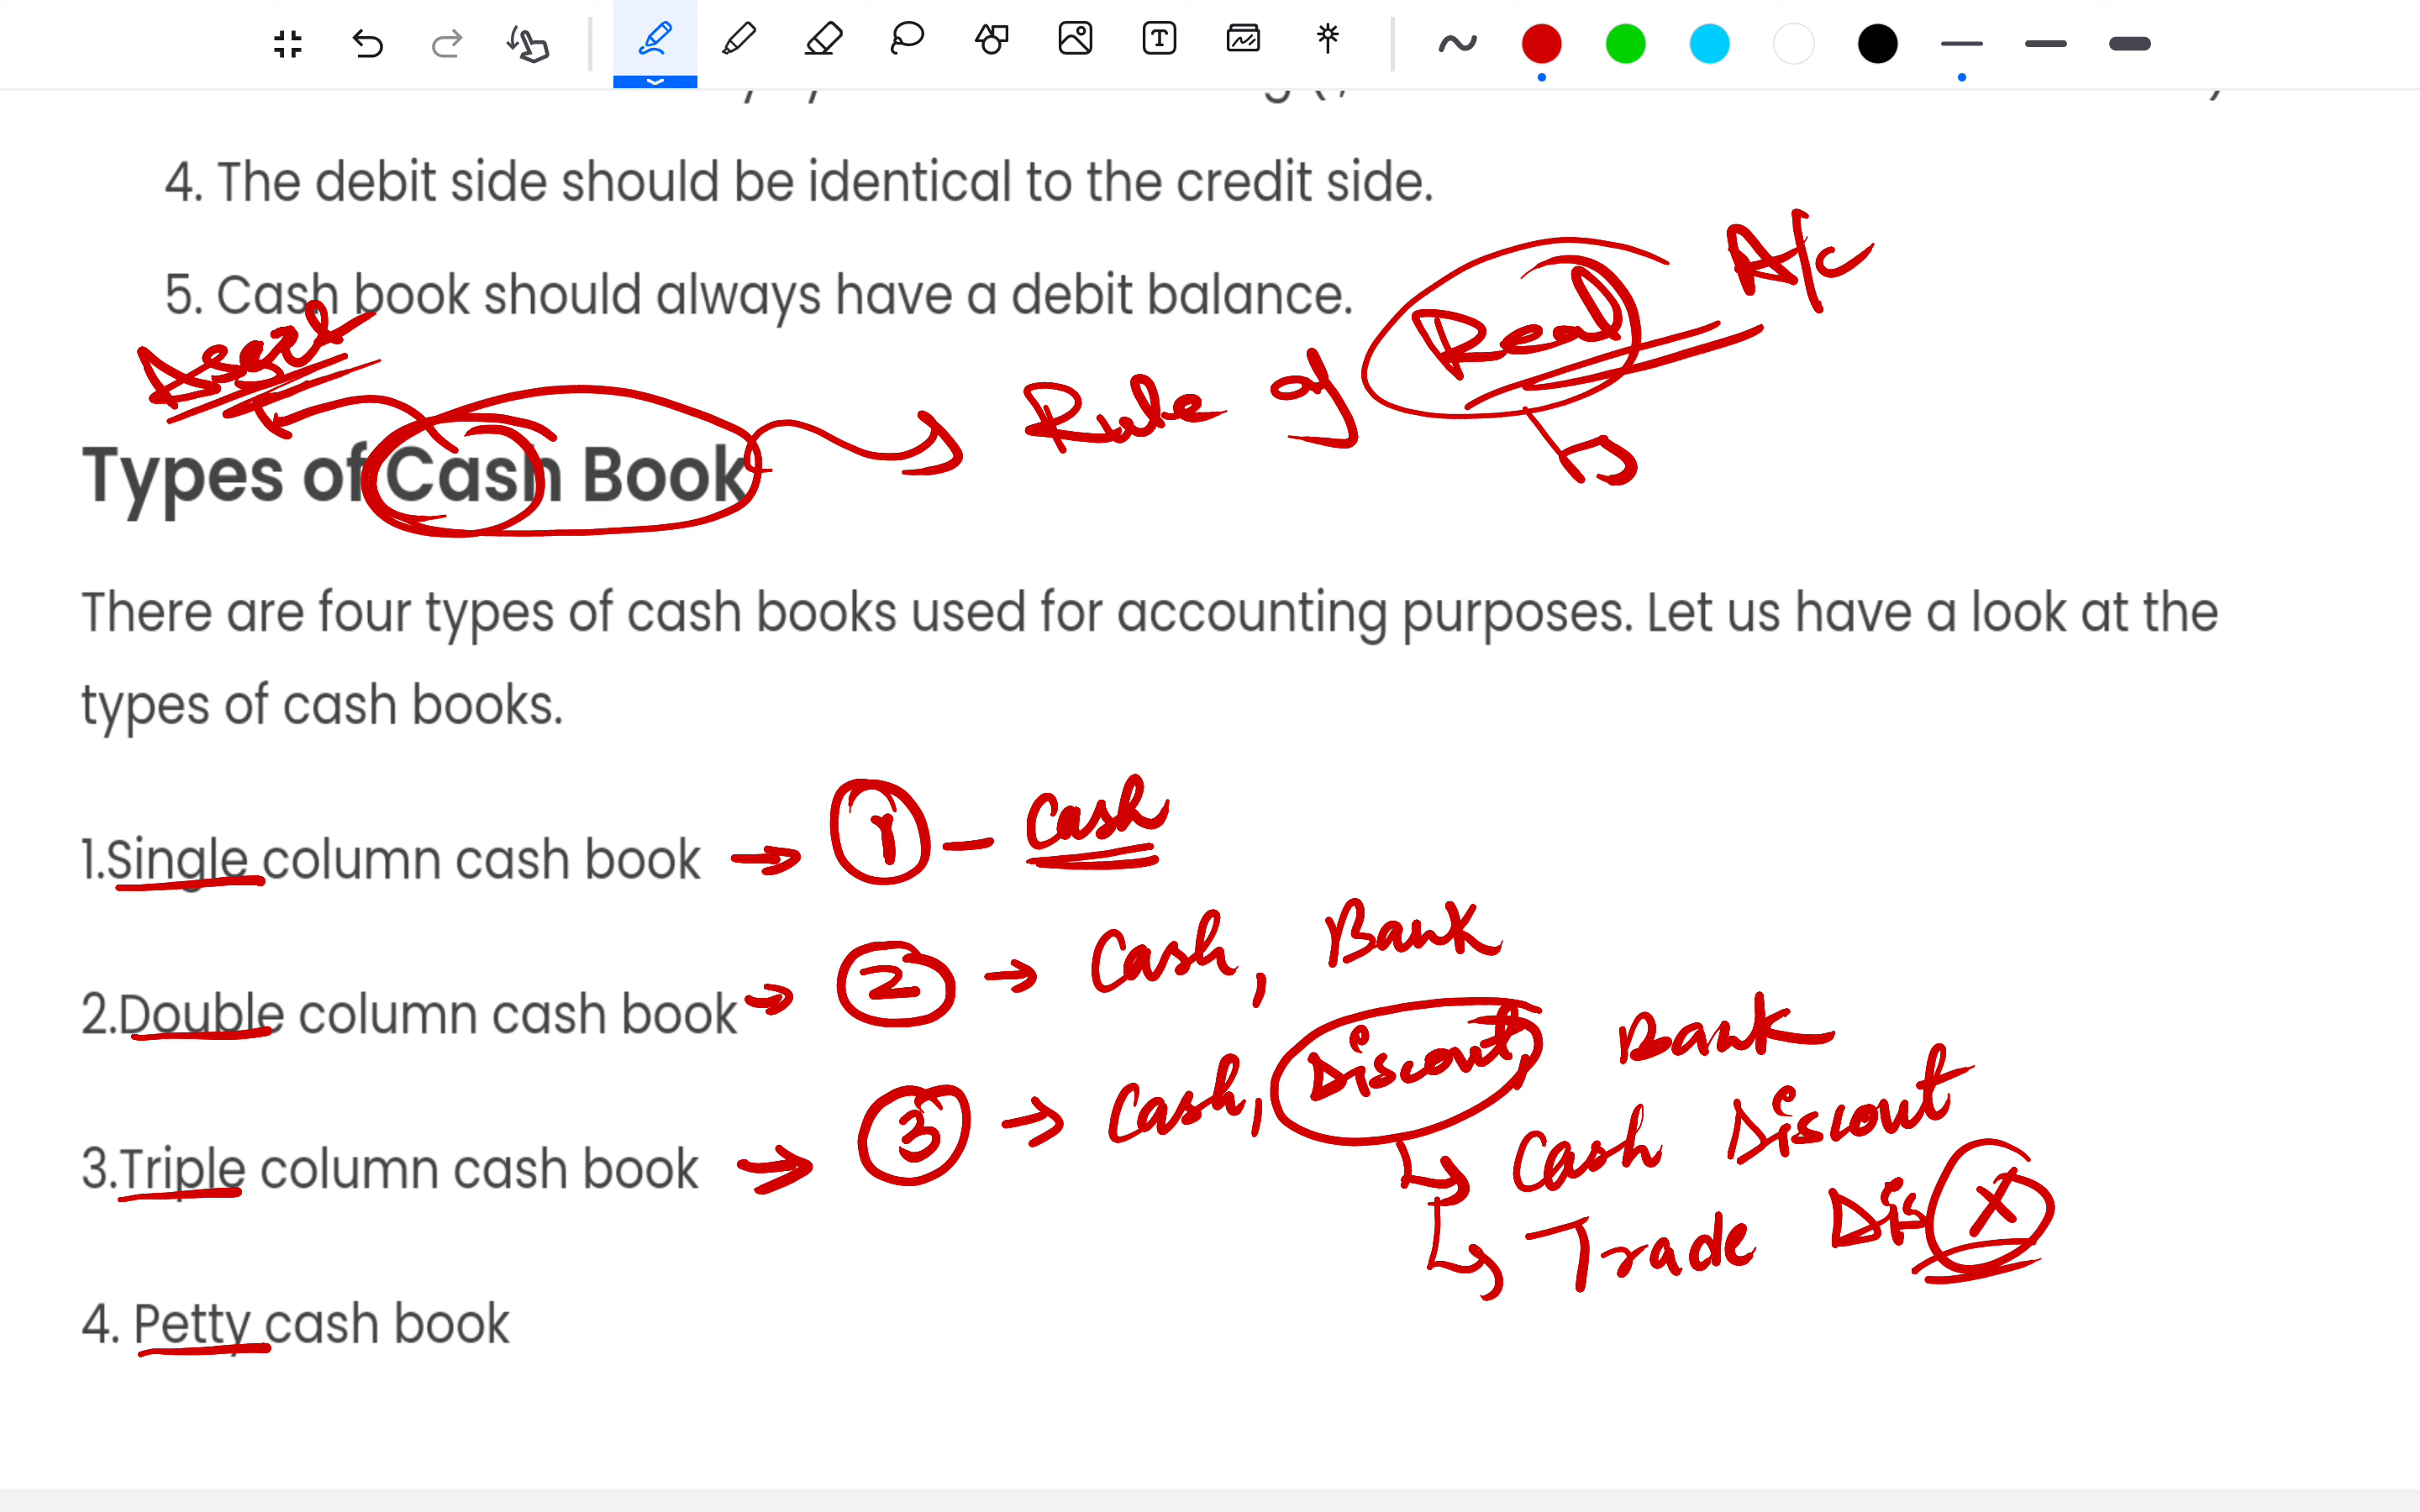 4. The debit side should be identical to the credit side.
5. Cash book should always have a debit balance.
Asset
Rule of Real A/c
Types of Cash Book
There are four types of cash books used for accounting purposes. Let us have a look at the
types of cash books.
1.Single column cash book → 1 - Cash
2.Double column cash book → 2 → Cash, Bank
3.Triple column cash book → 3 → Cash, Discout Bank
Cash Discout
Trade Dis X
4. Petty cash book